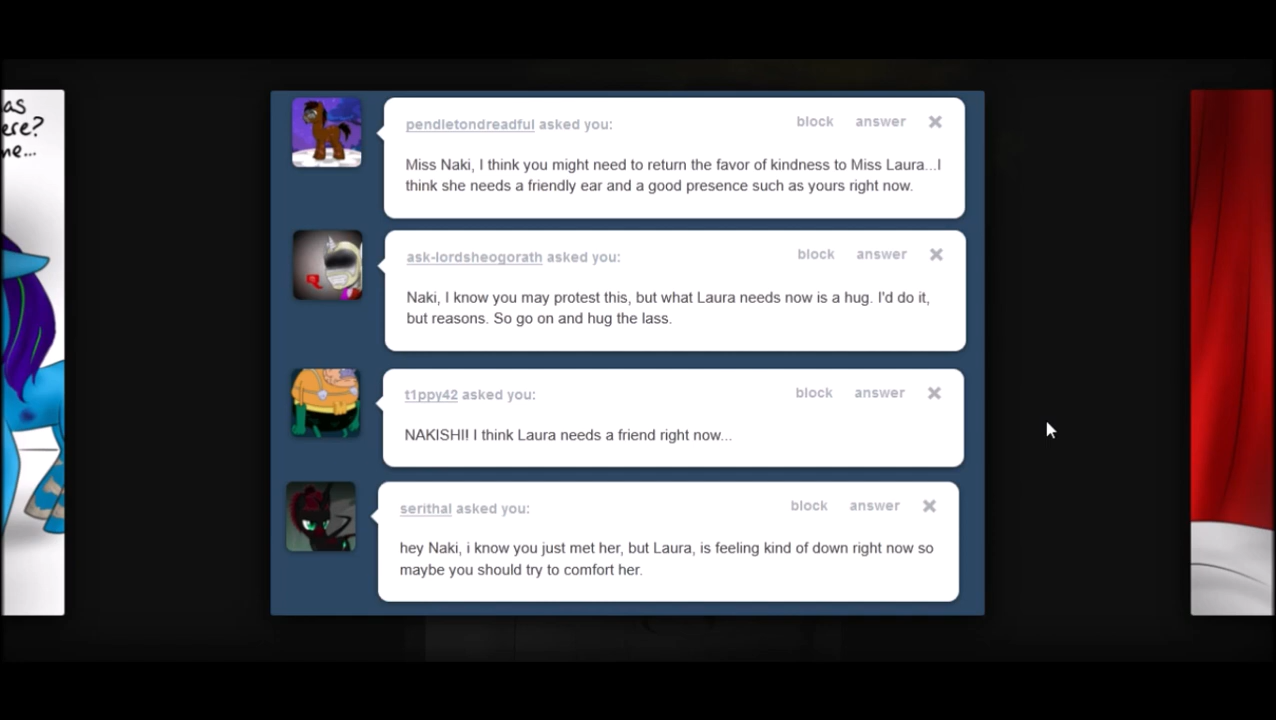 as
ere?
me...
pendletondreadful asked you:
block answer
Miss Naki, I think you might need to return the favor of kindness to Miss Laura...I
think she needs a friendly ear and a good presence such as yours right now.
ask-lordsheogorath asked you:
block answer
Naki, I know you may protest this, but what Laura needs now is a hug. I'd do it,
but reasons. So go on and hug the lass.
t1ppy42 asked you:
block answer
NAKISHI! I think Laura needs a friend right now...
serithal asked you:
block answer
hey Naki, i know you just met her, but Laura, is feeling kind of down right now so
maybe you should try to comfort her.